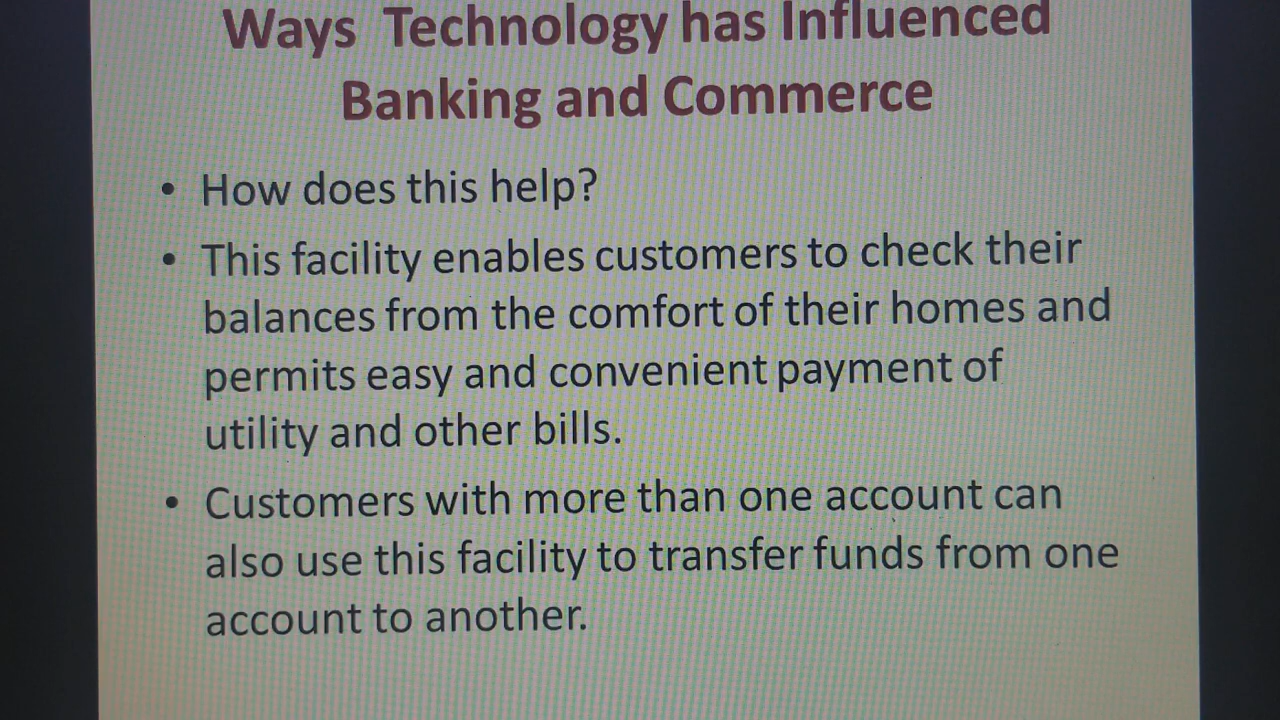 Ways Technology has Influenced
Banking and Commerce
• How does this help?
• This facility enables customers to check their
balances from the comfort of their homes and
permits easy and convenient payment of
utility and other bills.
• Customers with more than one account can
also use this facility to transfer funds from one
account to another.